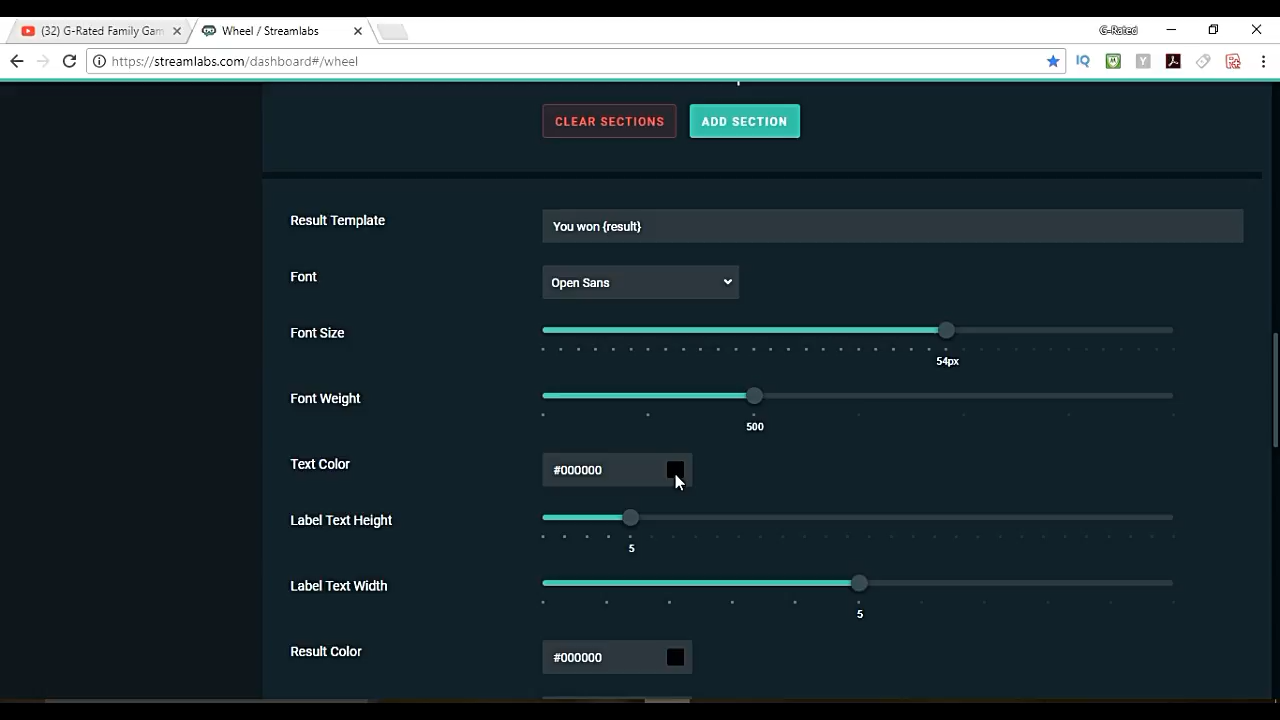 (32) G-Rated Family Gam
Wheel / Streamlabs
G-Rated
https://streamlabs.com/dashboard#/wheel
IQ
Y
CLEAR SECTIONS
ADD SECTION
Result Template
You won {result}
Font
Open Sans
Font Size
54px
Font Weight
500
Text Color
#000000
Label Text Height
5
Label Text Width
5
Result Color
#000000